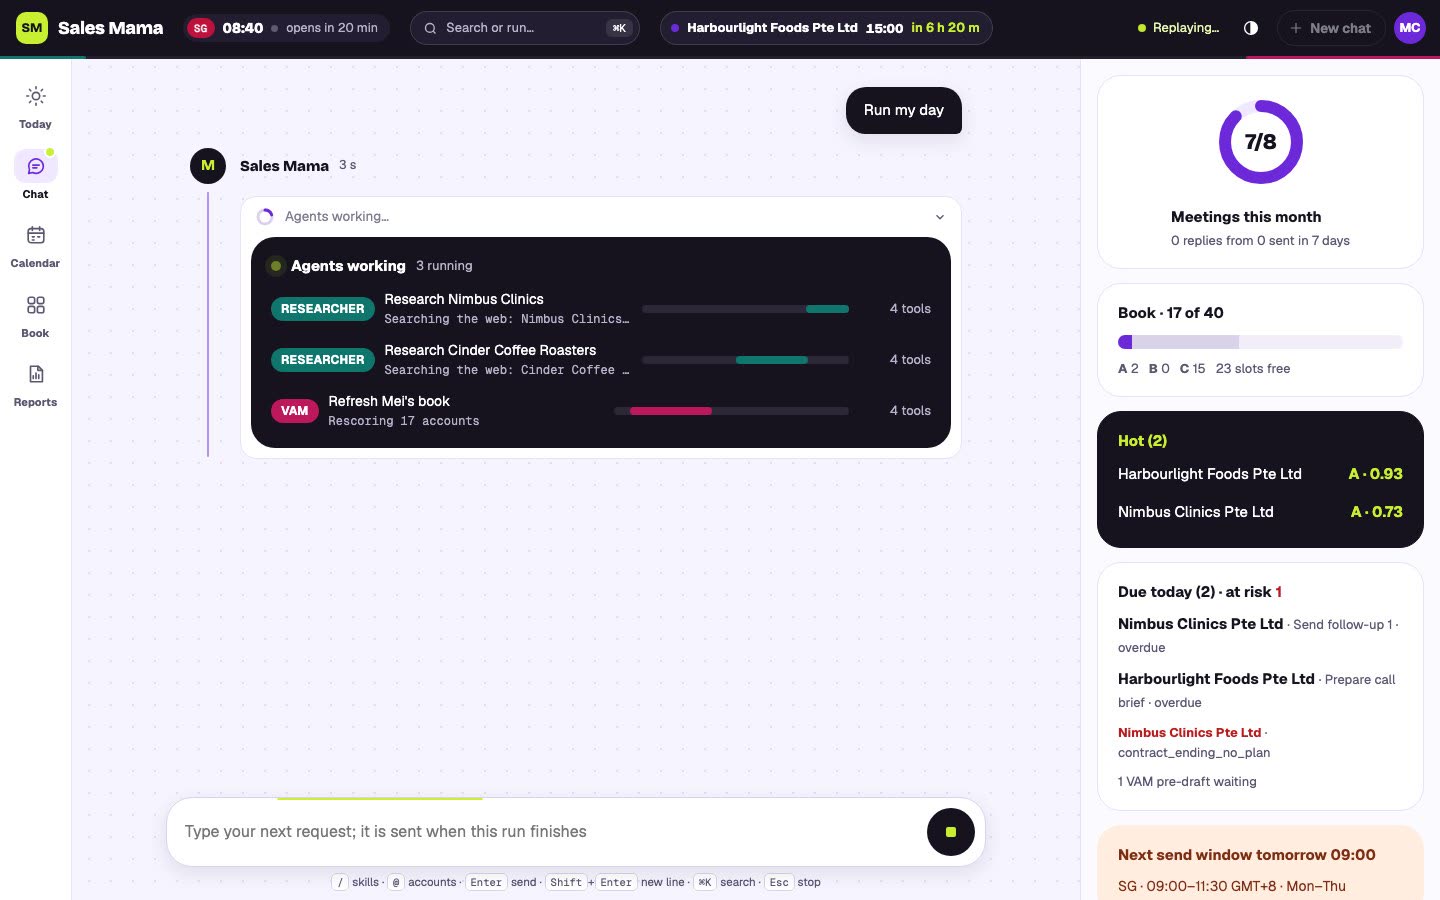 SM Sales Mama SG 08:40 opens in 20 min Search or run... ⌘K Harbourlight Foods Pte Ltd 15:00 in 6 h 20 m Replaying... + New chat MC
Today
Chat
Calendar
Book
Reports
Run my day
M Sales Mama 3 s
Agents working...
Agents working 3 running
RESEARCHER Research Nimbus Clinics
Searching the web: Nimbus Clinics… 4 tools
RESEARCHER Research Cinder Coffee Roasters
Searching the web: Cinder Coffee … 4 tools
VAM Refresh Mei's book
Rescoring 17 accounts 4 tools
Type your next request; it is sent when this run finishes
/ skills · @ accounts · Enter send · Shift + Enter new line · ⌘K search · Esc stop
7/8
Meetings this month
0 replies from 0 sent in 7 days
Book · 17 of 40
A 2 B 0 C 15 23 slots free
Hot (2)
Harbourlight Foods Pte Ltd A · 0.93
Nimbus Clinics Pte Ltd A · 0.73
Due today (2) · at risk 1
Nimbus Clinics Pte Ltd · Send follow-up 1 ·
overdue
Harbourlight Foods Pte Ltd · Prepare call
brief · overdue
Nimbus Clinics Pte Ltd ·
contract_ending_no_plan
1 VAM pre-draft waiting
Next send window tomorrow 09:00
SG · 09:00–11:30 GMT+8 · Mon–Thu